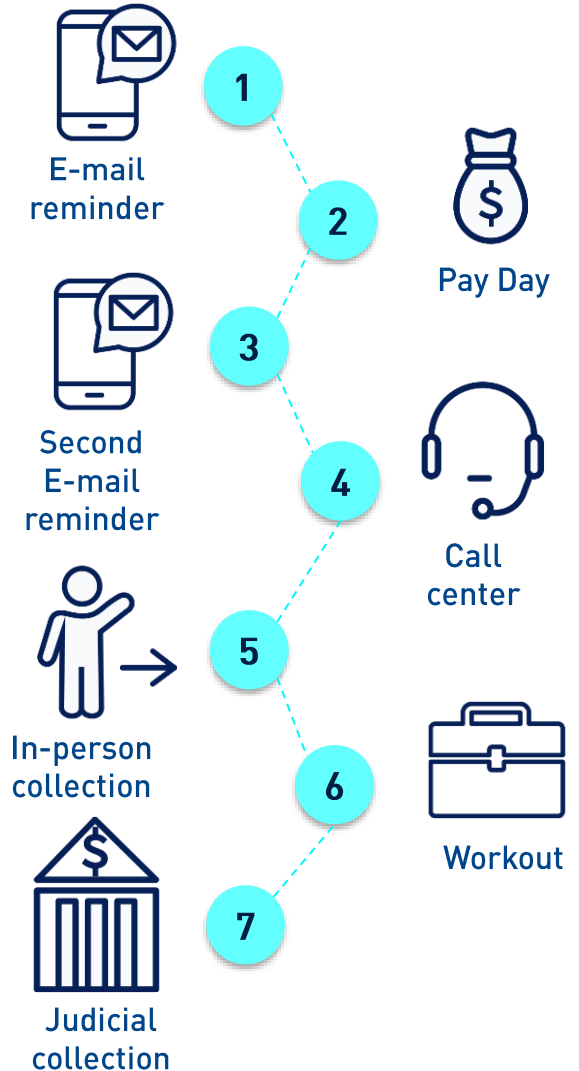 1
E-mail
reminder
2
$
Pay Day
3
Second
E-mail
reminder
4
Call
center
5
In-person
collection
6
Workout
7
$
Judicial
collection